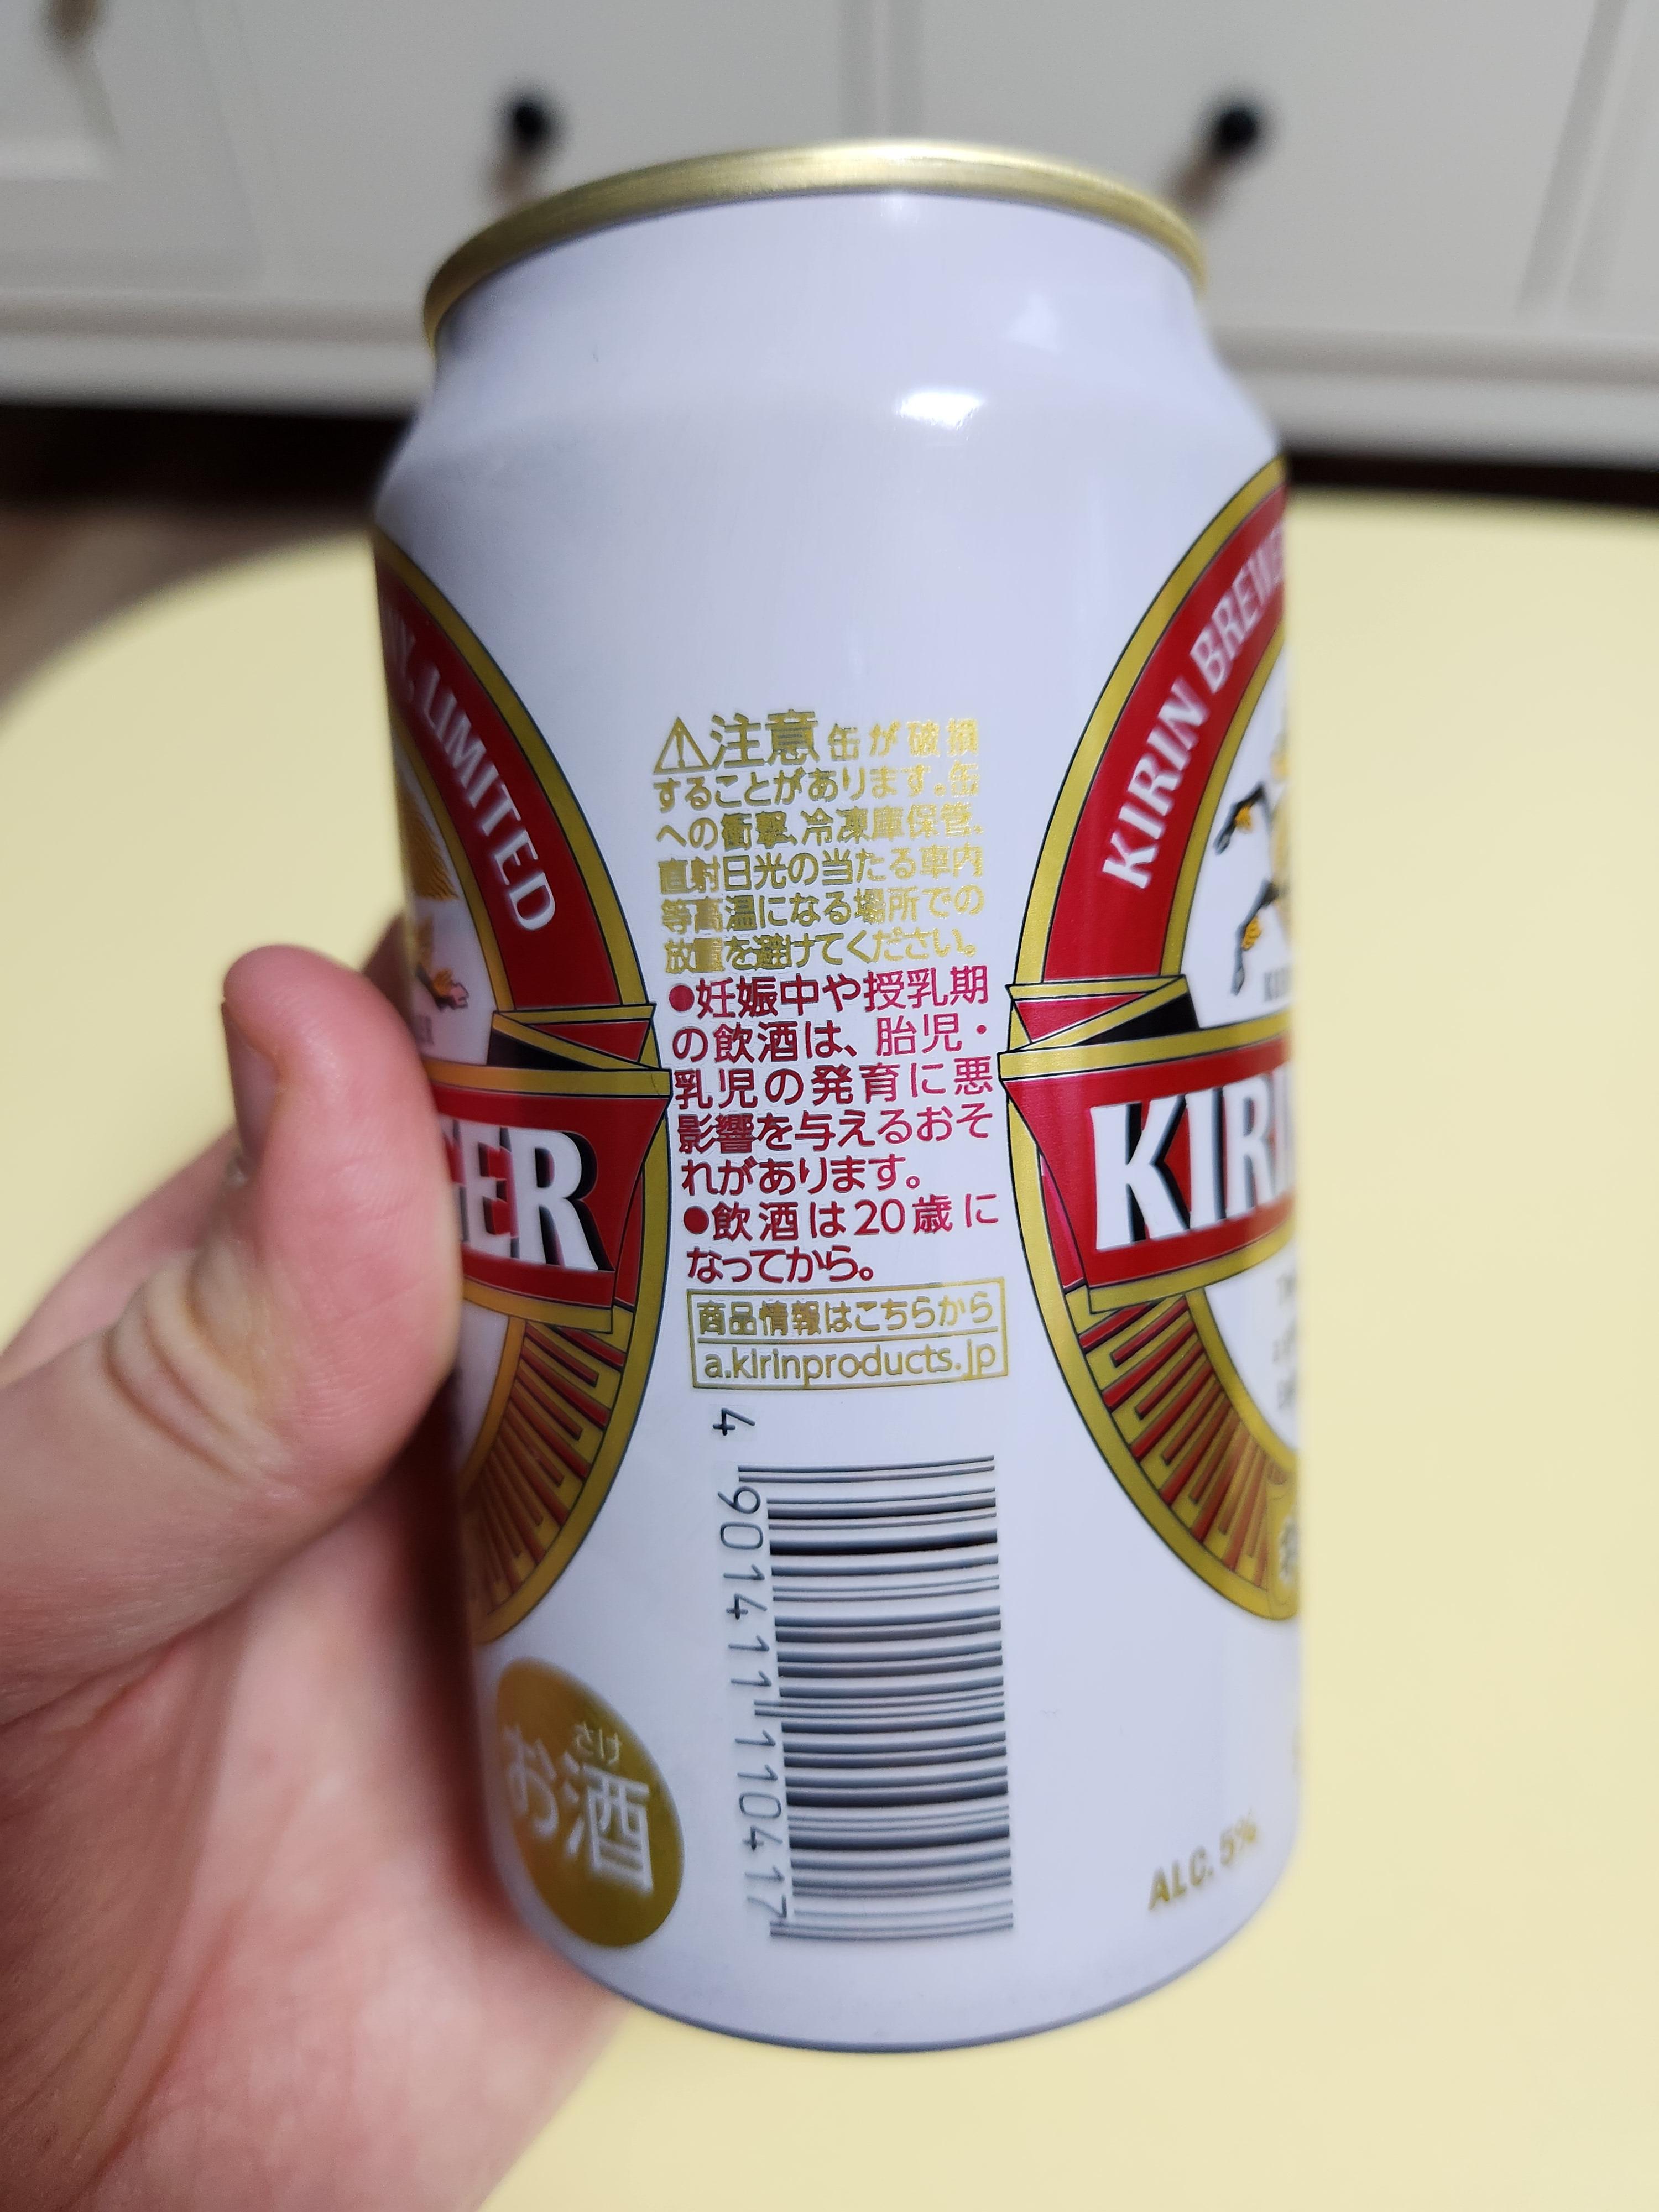 Y, LIMITED
GER
⚠注意 缶が破損
することがあります。缶
への衝撃、冷凍庫保管、
直射日光の当たる車内
等高温になる場所での
放置を避けてください。
●妊娠中や授乳期
の飲酒は、胎児・
乳児の発育に悪
影響を与えるおそ
れがあります。
●飲酒は20歳に
なってから。
商品情報はこちらから
a.kirinproducts.jp
4 901411 110417
さけ
お酒
KIRIN BREWE
KIRI
ALC. 5%